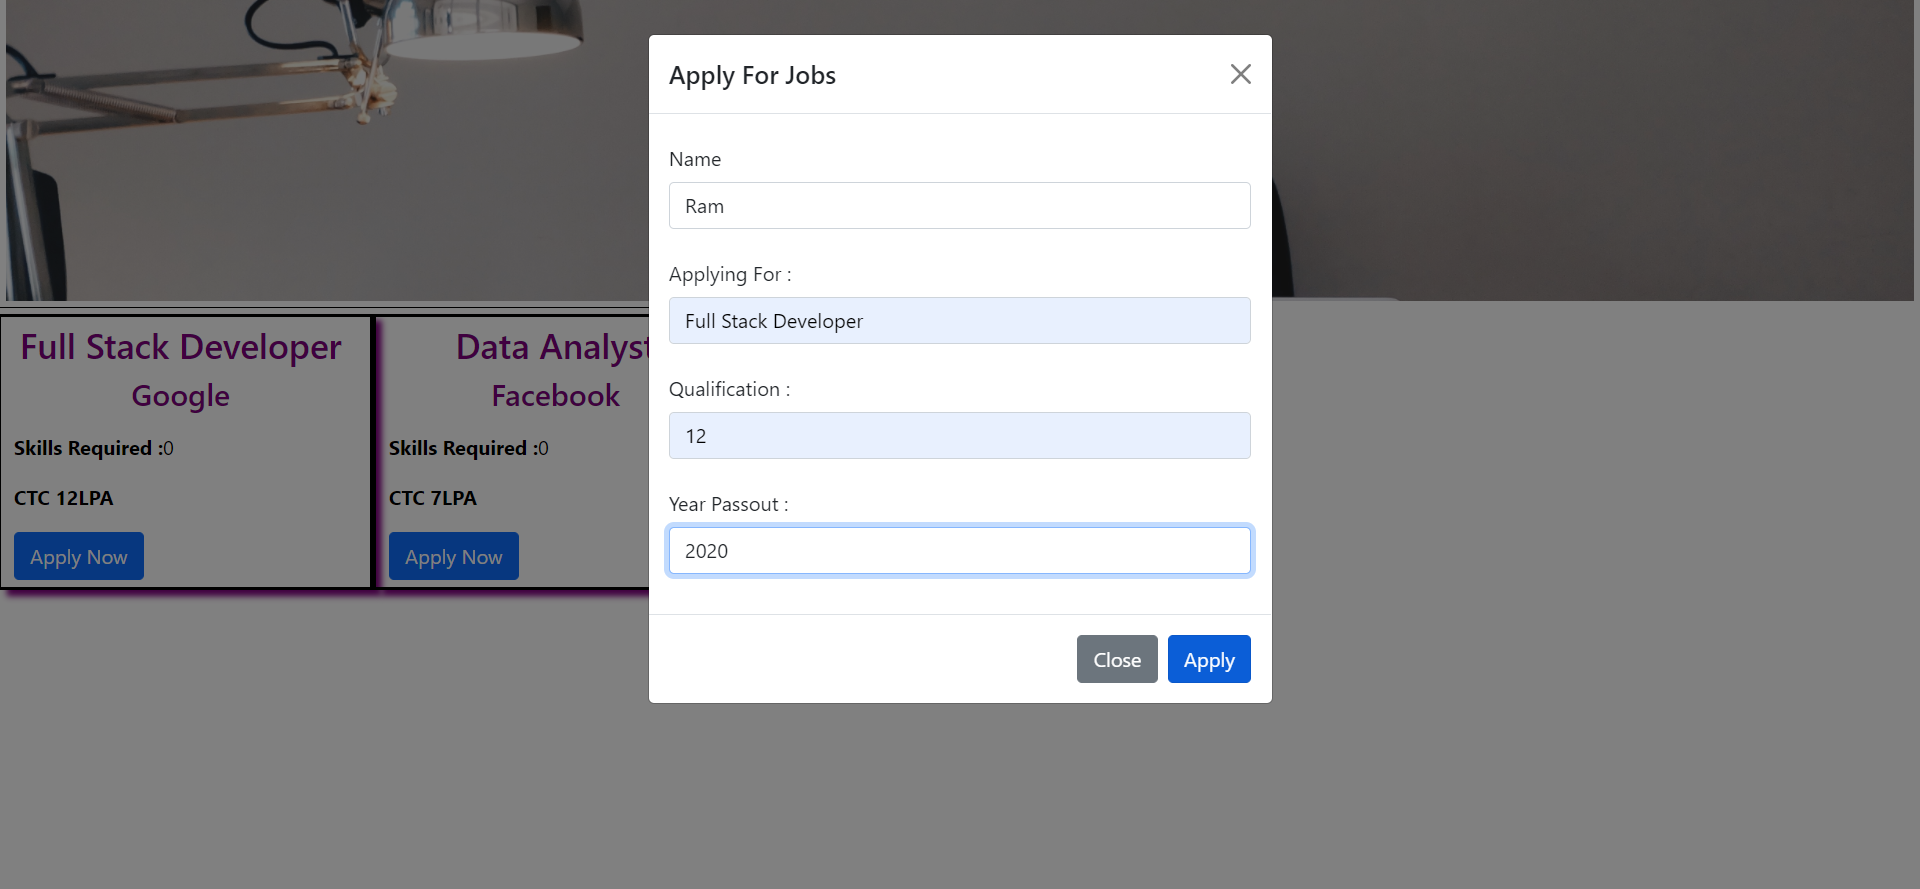 Apply For Jobs
Name
Ram
Applying For :
Full Stack Developer
Qualification :
12
Year Passout :
2020
Close
Apply
Full Stack Developer
Google
Skills Required :0
CTC 12LPA
Apply Now
Data Analyst
Facebook
Skills Required :0
CTC 7LPA
Apply Now